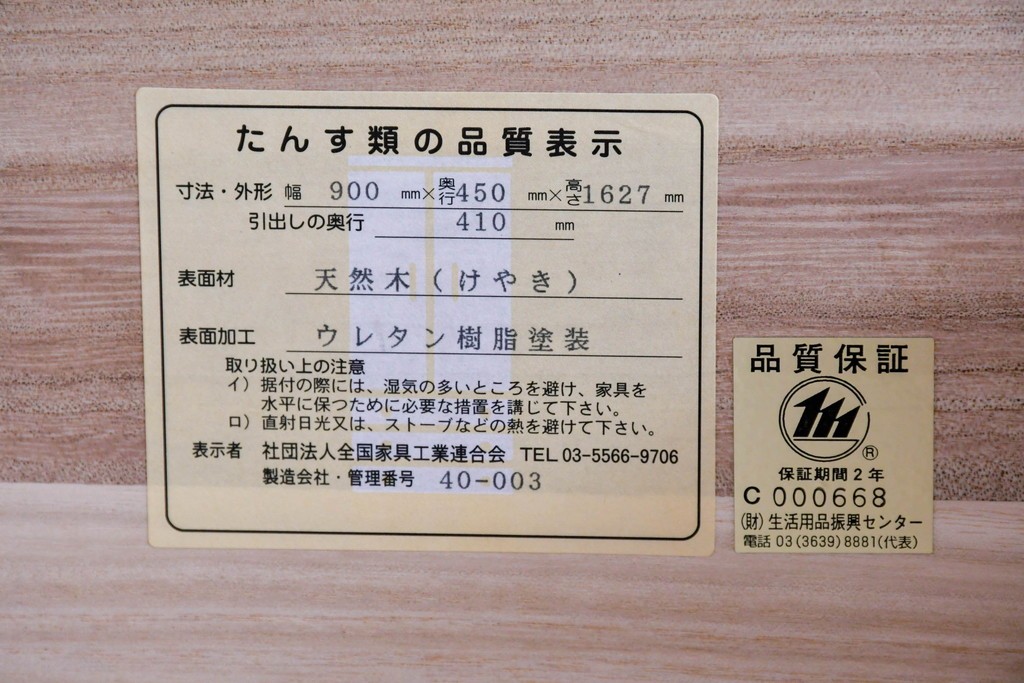 たんす類の品質表示
寸法・外形 幅 900 mm×奥行450 mm×高さ1627 mm
引出しの奥行 410 mm
表面材 天然木(けやき)
表面加工 ウレタン樹脂塗装
取り扱い上の注意
イ) 据付の際には、湿気の多いところを避け、家具を
水平に保つために必要な措置を講じて下さい。
ロ) 直射日光又は、ストーブなどの熱を避けて下さい。
表示者 社団法人全国家具工業連合会 TEL 03-5566-9706
製造会社・管理番号 40-003
品質保証
®
保証期間2年
C 000668
(財)生活用品振興センター
電話 03(3639)8881(代表)